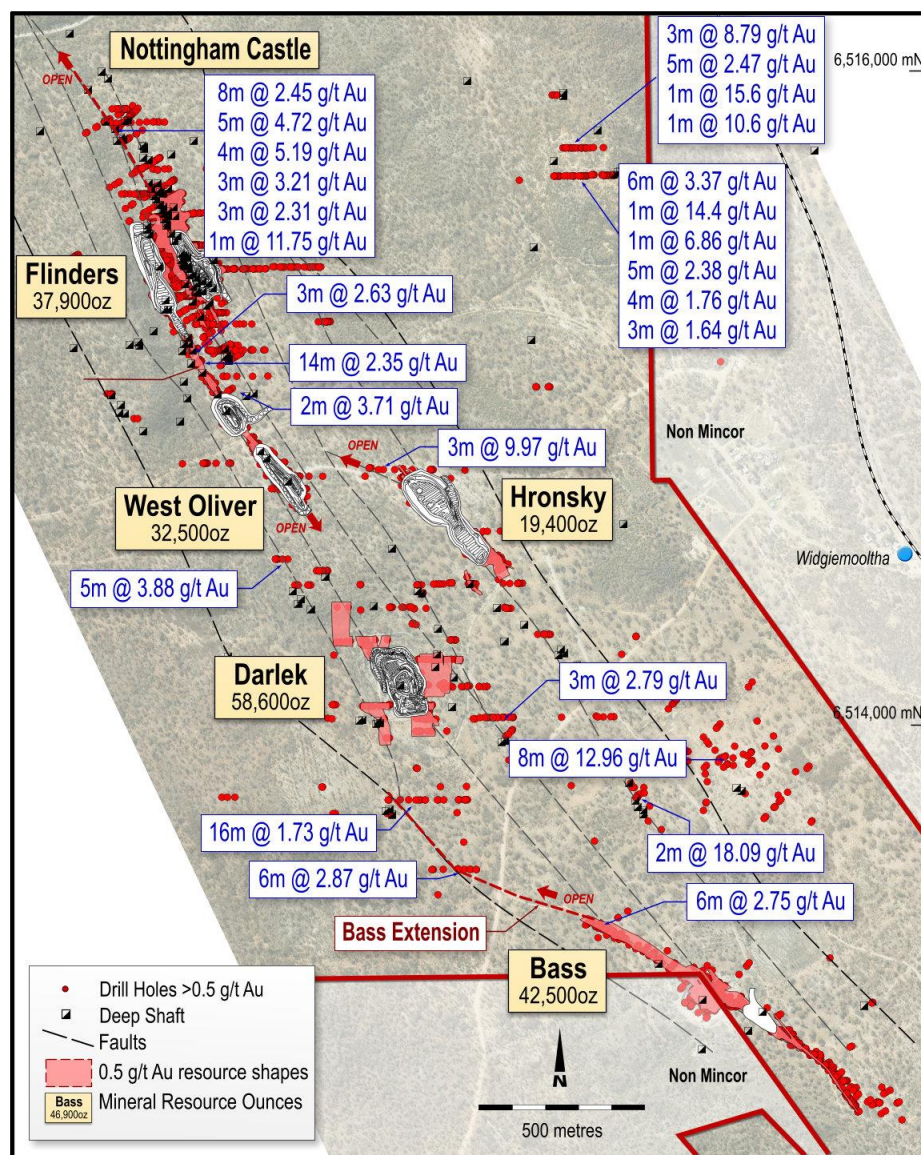 Nottingham Castle
3m @ 8.79 g/t Au
5m @ 2.47 g/t Au
1m @ 15.6 g/t Au
1m @ 10.6 g/t Au
6,516,000 mN
OPEN
8m @ 2.45 g/t Au
5m @ 4.72 g/t Au
4m @ 5.19 g/t Au
3m @ 3.21 g/t Au
3m @ 2.31 g/t Au
1m @ 11.75 g/t Au
6m @ 3.37 g/t Au
1m @ 14.4 g/t Au
1m @ 6.86 g/t Au
5m @ 2.38 g/t Au
4m @ 1.76 g/t Au
3m @ 1.64 g/t Au
Flinders
37,900oz
3m @ 2.63 g/t Au
14m @ 2.35 g/t Au
2m @ 3.71 g/t Au
Non Mincor
OPEN
3m @ 9.97 g/t Au
West Oliver
32,500oz
OPEN
Hronsky
19,400oz
Widgiemooltha
5m @ 3.88 g/t Au
Darlek
58,600oz
3m @ 2.79 g/t Au
6,514,000 mN
8m @ 12.96 g/t Au
16m @ 1.73 g/t Au
2m @ 18.09 g/t Au
6m @ 2.87 g/t Au
OPEN
6m @ 2.75 g/t Au
Bass Extension
Bass
42,500oz
Drill Holes >0.5 g/t Au
Deep Shaft
Faults
0.5 g/t Au resource shapes
Bass
46,900oz
Mineral Resource Ounces
N
500 metres
Non Mincor